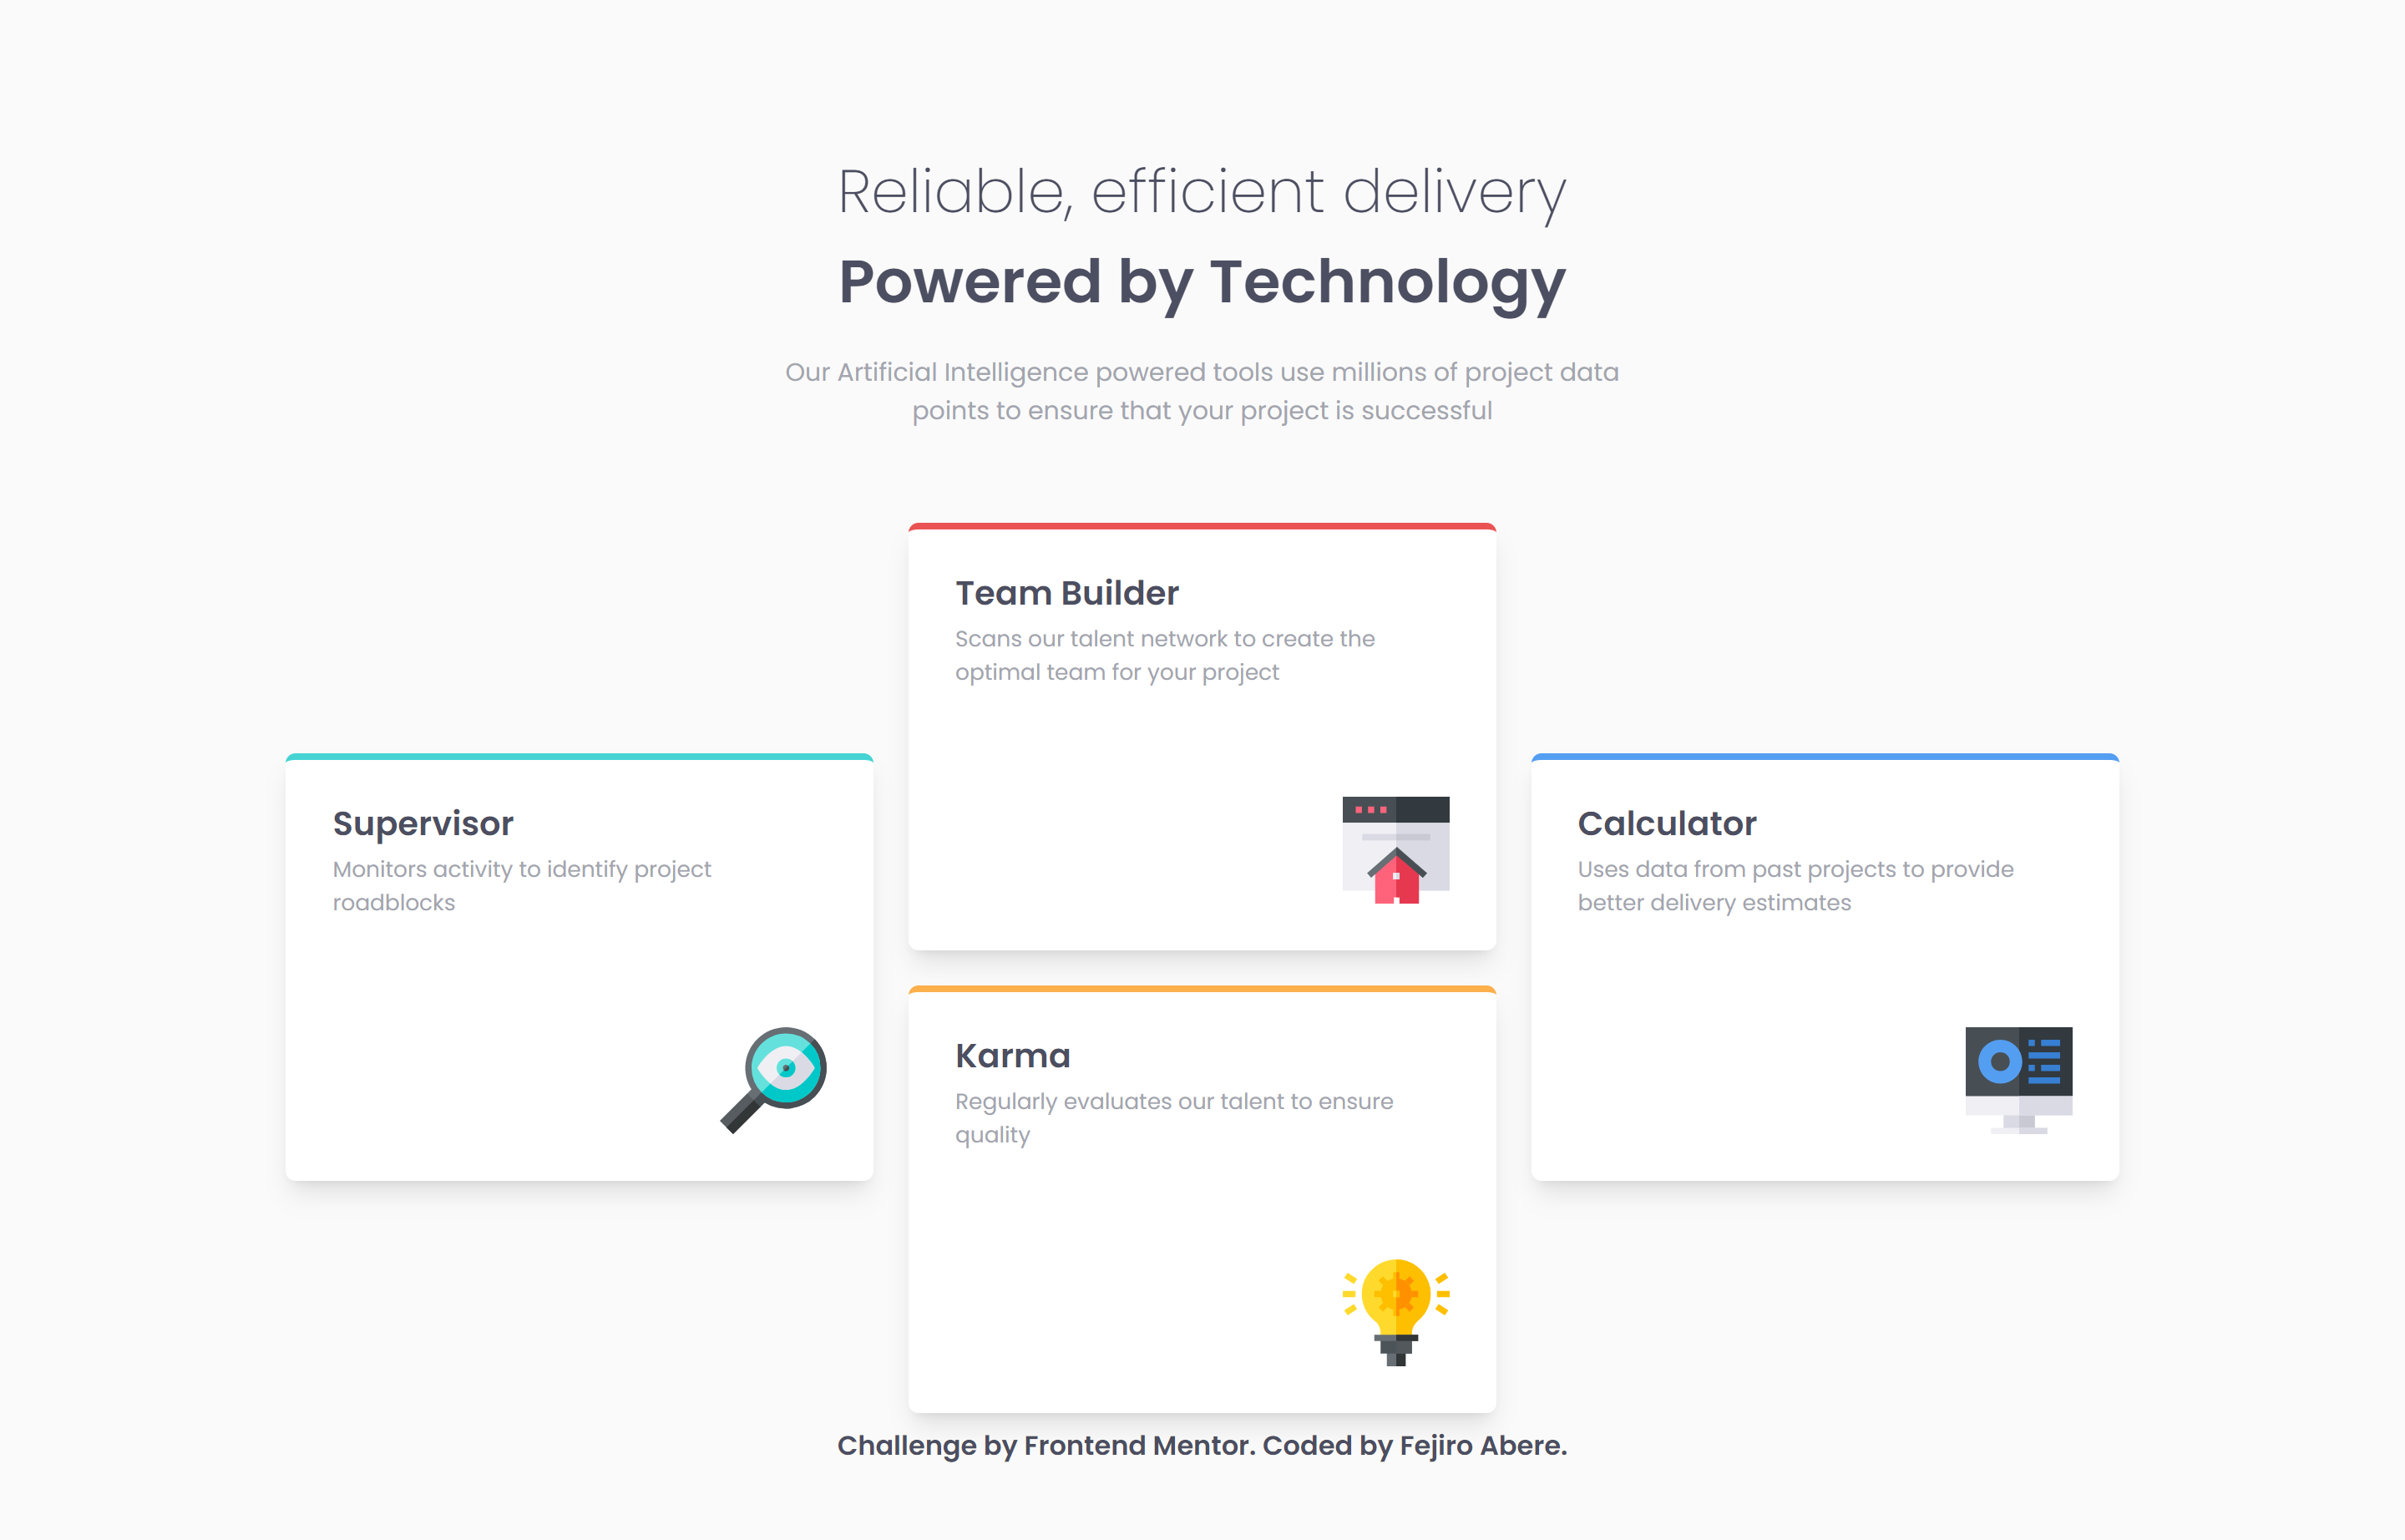 Reliable, efficient delivery
Powered by Technology
Our Artificial Intelligence powered tools use millions of project data
points to ensure that your project is successful
Supervisor
Monitors activity to identify project
roadblocks
Team Builder
Scans our talent network to create the
optimal team for your project
Karma
Regularly evaluates our talent to ensure
quality
Calculator
Uses data from past projects to provide
better delivery estimates
Challenge by Frontend Mentor. Coded by Fejiro Abere.